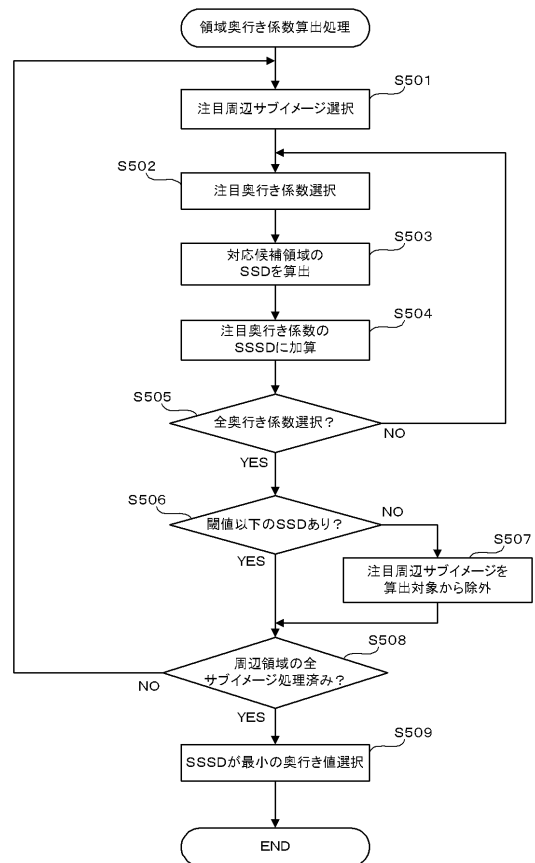 領域奥行き係数算出処理
S501
注目周辺サブイメージ選択
S502
注目奥行き係数選択
S503
対応候補領域の
SSDを算出
S504
注目奥行き係数の
SSSDに加算
S505
全奥行き係数選択？
NO
YES
S506
閾値以下のSSDあり？
NO
YES
S507
注目周辺サブイメージを
算出対象から除外
S508
周辺領域の全
サブイメージ処理済み？
NO
YES
S509
SSSDが最小の奥行き値選択
END